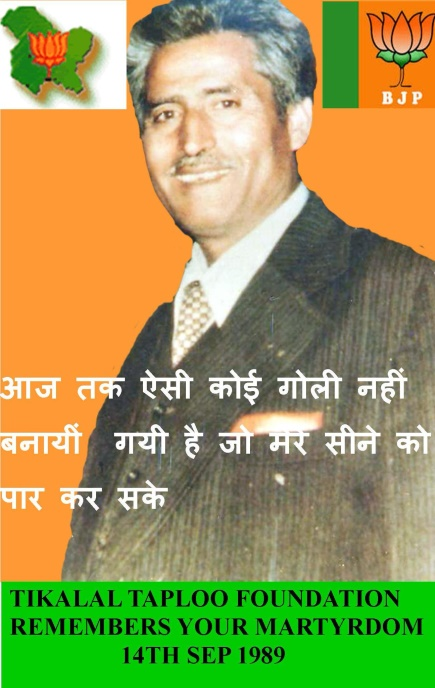 BJP
आज तक ऐसी कोई गोली नहीं
बनायीं गयी है जो मेरे सीने को
पार कर सके
TIKALAL TAPLOO FOUNDATION
REMEMBERS YOUR MARTYRDOM
14TH SEP 1989